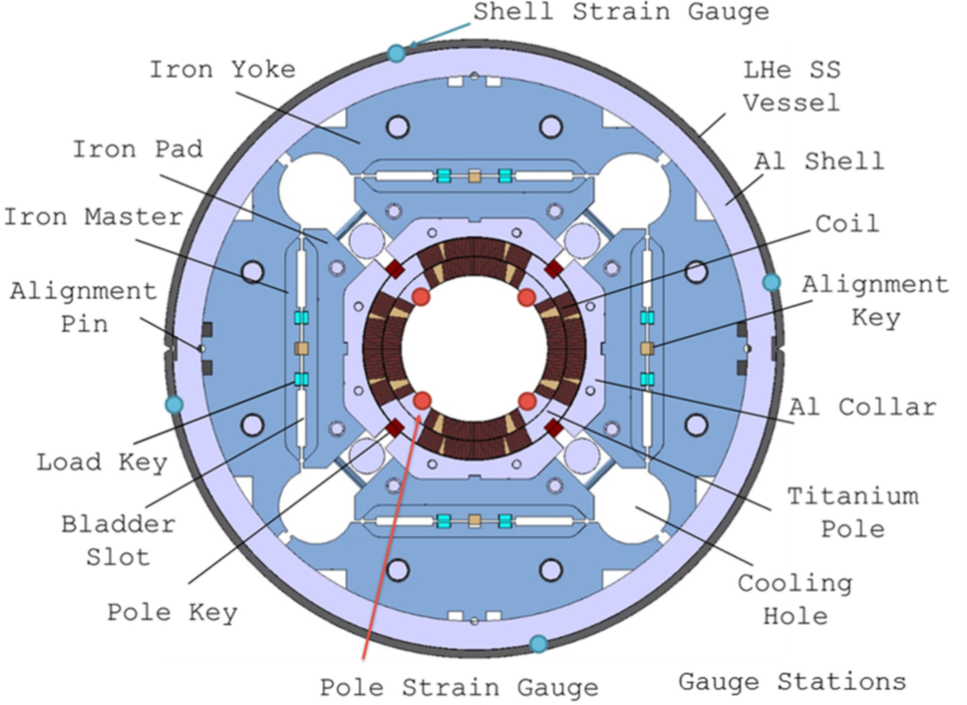 Shell Strain Gauge
Iron Yoke
LHe SS
Vessel
Iron Pad
Al Shell
Iron Master
Coil
Alignment
Pin
Alignment
Key
Al Collar
Load Key
Titanium
Pole
Bladder
Slot
Cooling
Hole
Pole Key
Pole Strain Gauge
Gauge Stations